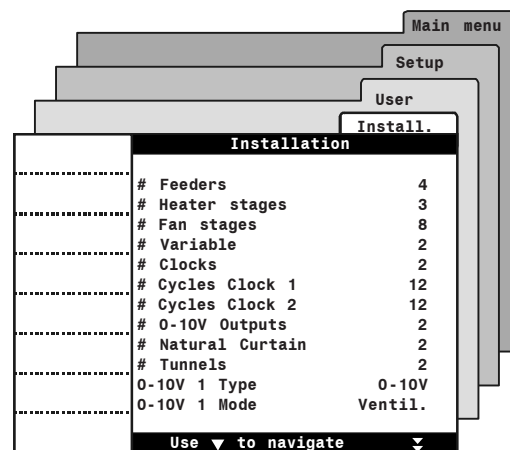 Main menu
Setup
User
Install.
Installation
# Feeders 4
# Heater stages 3
# Fan stages 8
# Variable 2
# Clocks 2
# Cycles Clock 1 12
# Cycles Clock 2 12
# 0-10V Outputs 2
# Natural Curtain 2
# Tunnels 2
0-10V 1 Type 0-10V
0-10V 1 Mode Ventil.
Use ▼ to navigate